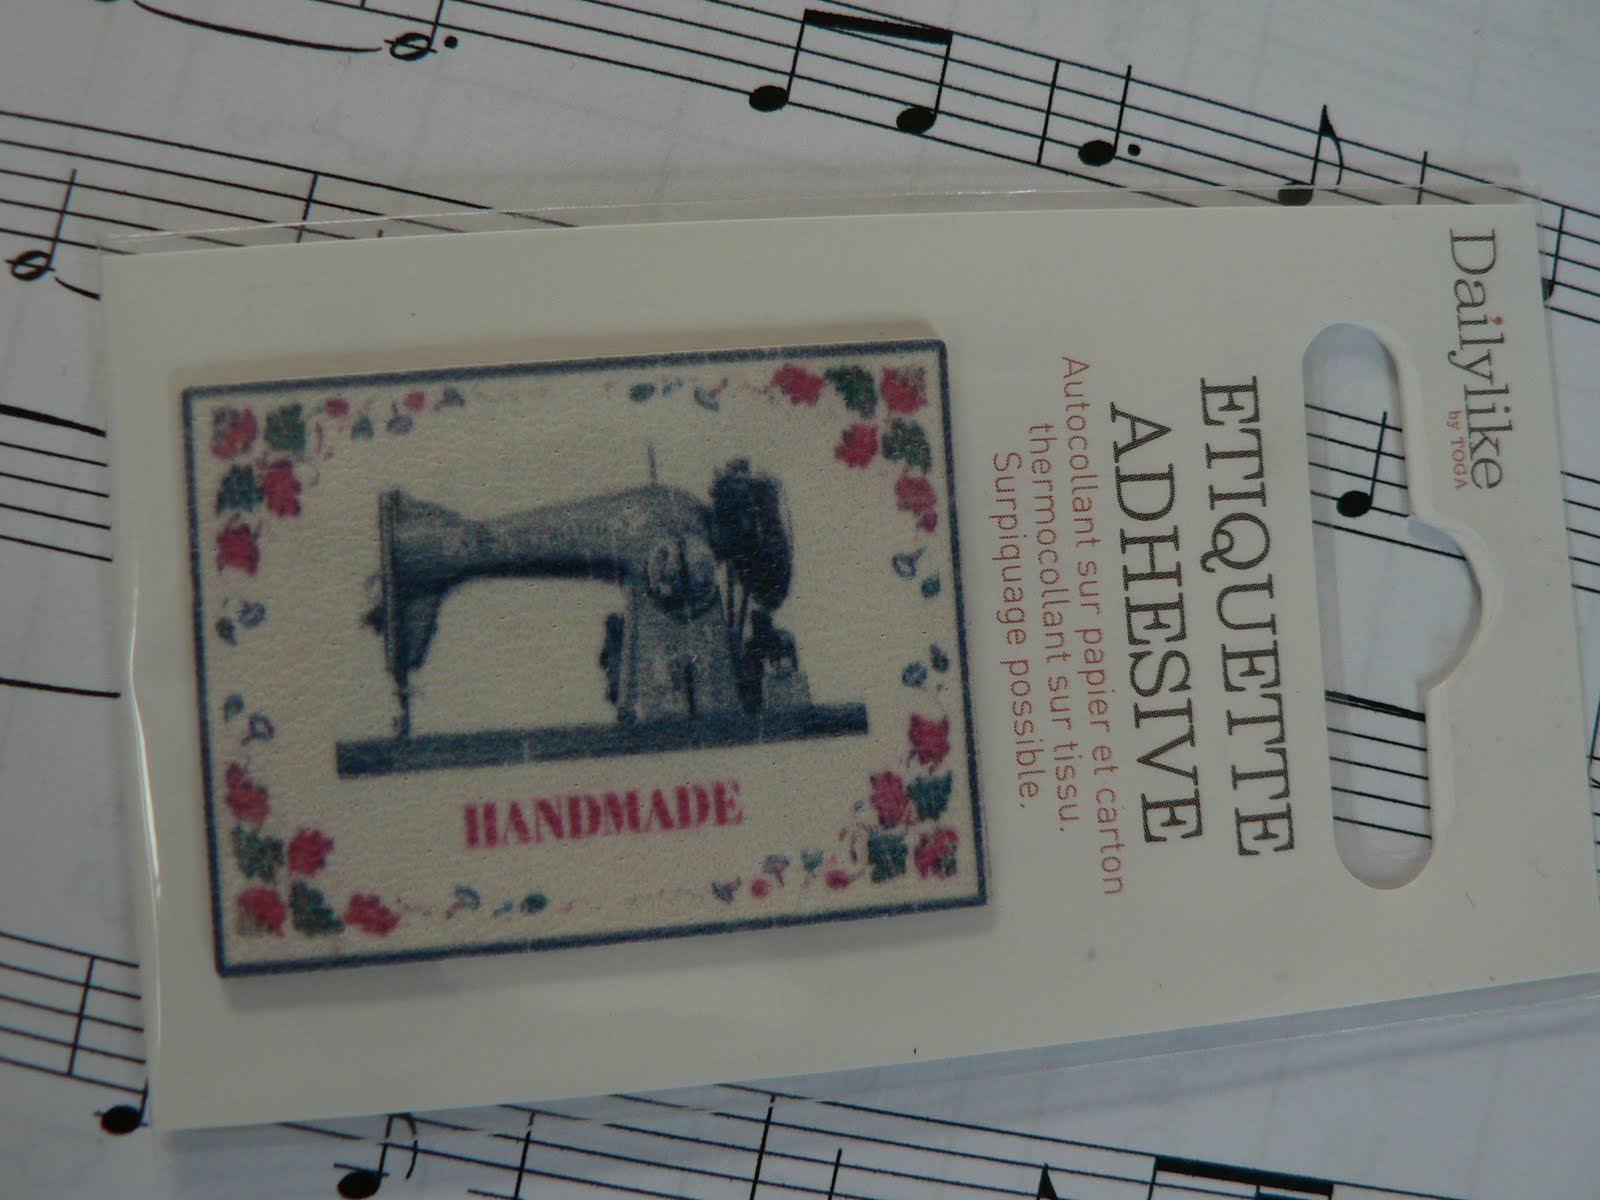 Dailylike
by TOGA
ETIQUETTE
ADHESIVE
Autocollant sur papier et carton
thermocollant sur tissu.
Surpiquage possible.
HANDMADE